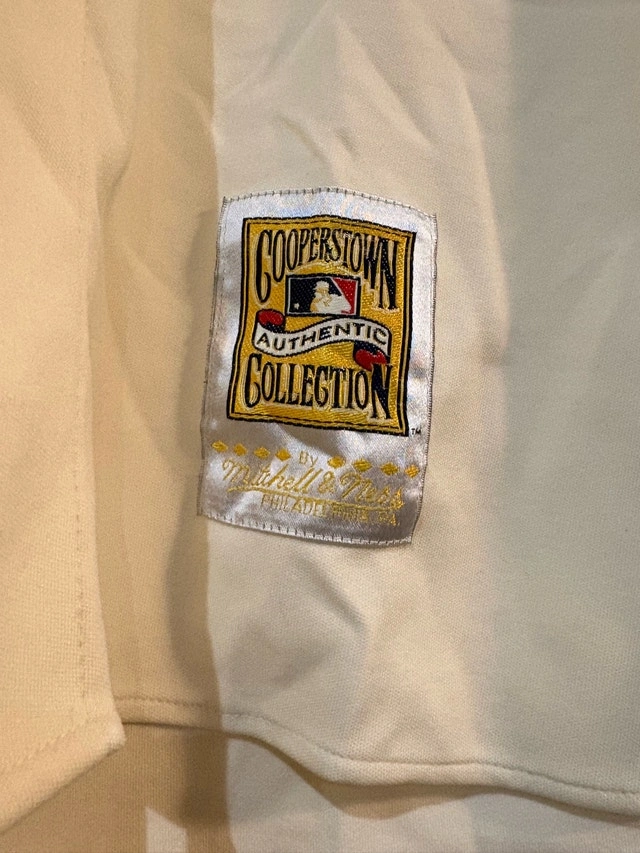 COOPERSTOWN
AUTHENTIC
COLLECTION
TM
BY
Mitchell & Ness
PHILADELPHIA, PA.